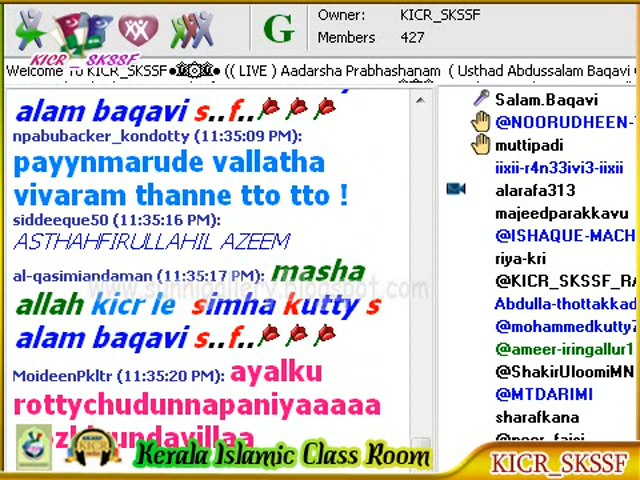 Owner: KICR_SKSSF
Members 427
KICR SKSSF
Welcome To KICR_SKSSF (( LIVE ) Aadarsha Prabhashanam ( Usthad Abdussalam Baqavi
alam baqavi s..f..
npabubacker_kondotty (11:35:09 PM):
payynmarude vallatha
vivaram thanne tto tto !
siddeeque50 (11:35:16 PM):
ASTHAHFIRULLAHIL AZEEM
al-qasimiandaman (11:35:17 PM): masha
allah kicr le simha kutty s
alam baqavi s..f..
MoideenPkltr (11:35:20 PM): ayalku
rottychudunnapaniyaaaaa
Salam.Baqavi
@NOORUDHEEN-
muttipadi
iixii-r4n33ivi3-iixii
alarafa313
majeedparakkavu
@ISHAQUE-MACH
riya-kri
@KICR_SKSSF_RA
Abdulla-thottakkad
@mohammedkutty
@ameer-iringallur1
@ShakirUloomiMN
@MTDARIMI
sharafkana
Kerala Islamic Class Room
KICR_SKSSF